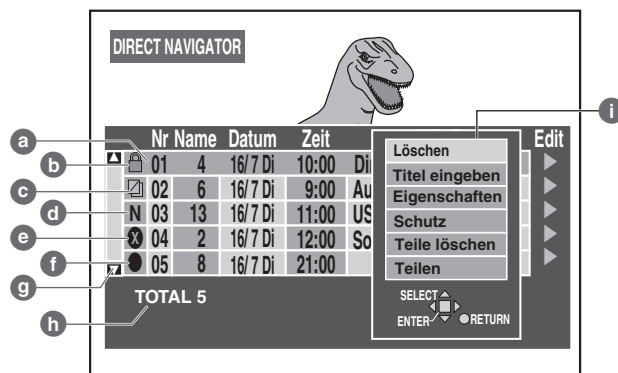 DIRECT NAVIGATOR
i
Nr Name Datum Zeit Edit
a
b
c
d
e
f
g
h
01 4 16/7 Di 10:00 Di
02 6 16/7 Di 9:00 Au
N 03 13 16/7 Di 11:00 US
X 04 2 16/7 Di 12:00 So
05 8 16/7 Di 21:00
TOTAL 5
Löschen
Titel eingeben
Eigenschaften
Schutz
Teile löschen
Teilen
SELECT
ENTER RETURN